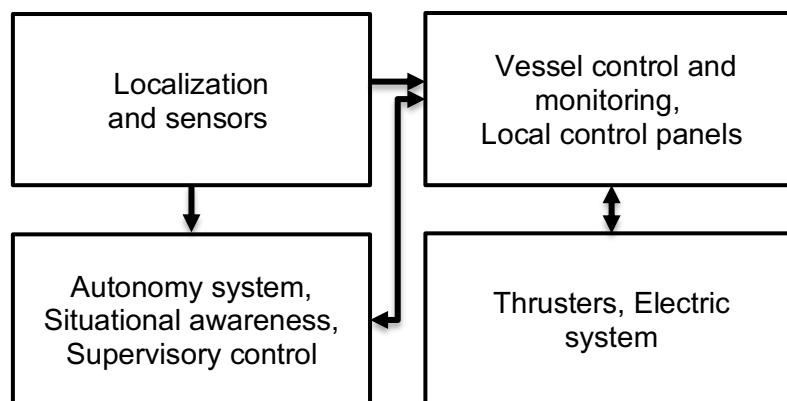 Localization
and sensors
Vessel control and
monitoring,
Local control panels
Autonomy system,
Situational awareness,
Supervisory control
Thrusters, Electric
system